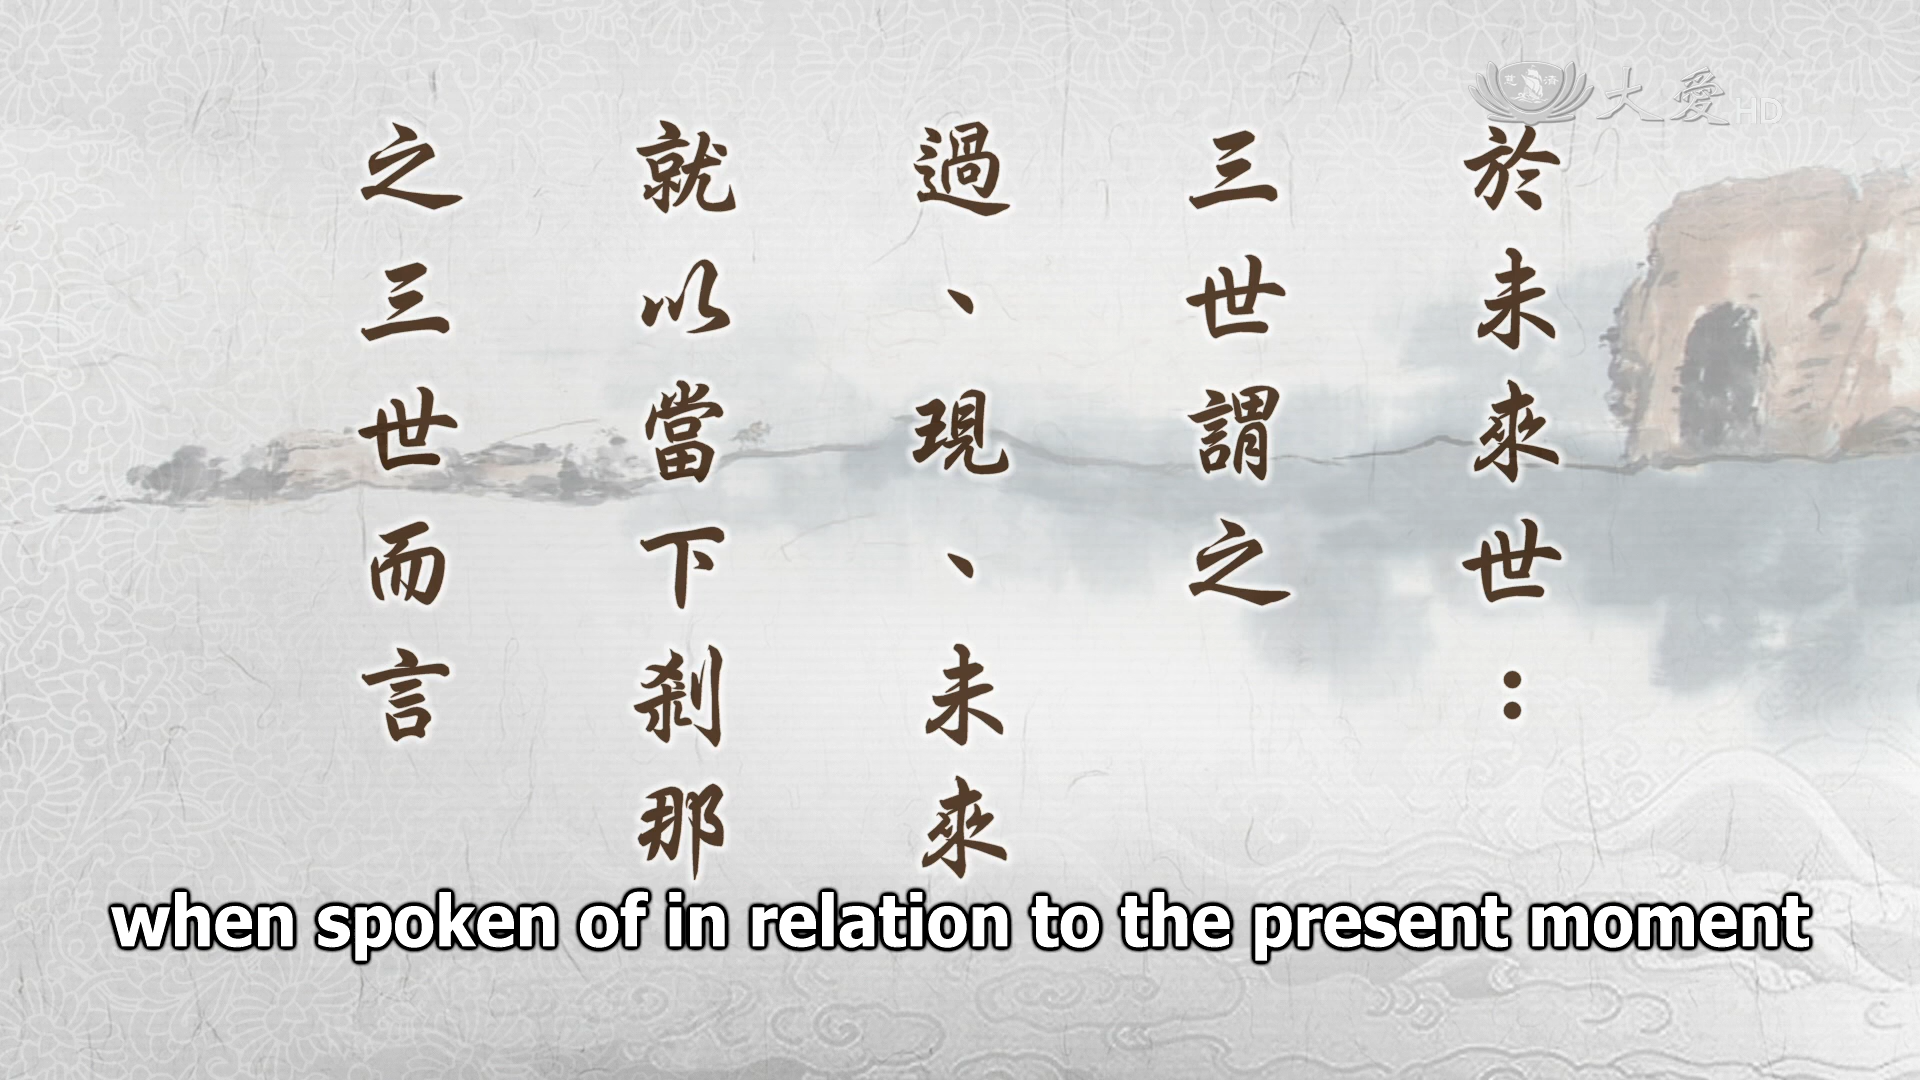 大愛HD
於未來世：
三世謂之
過、現、未來
就以當下剎那
之三世而言
when spoken of in relation to the present moment